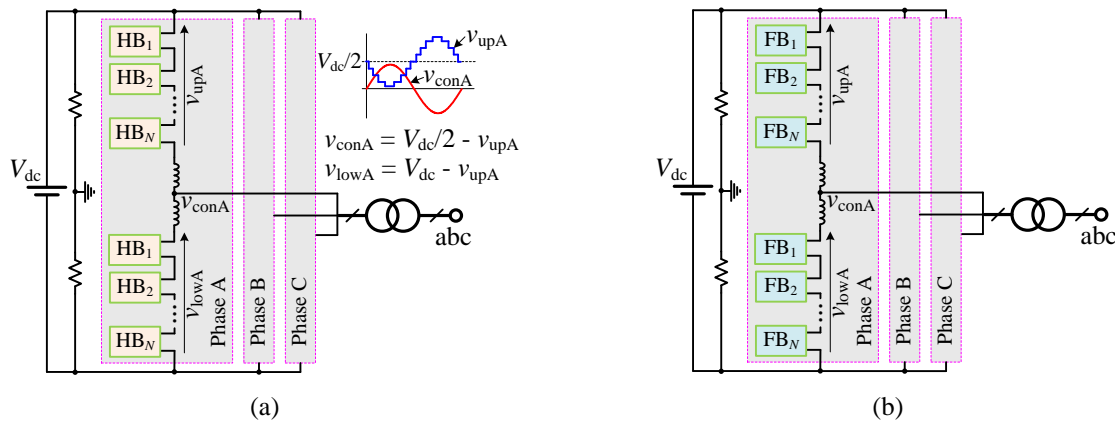 HB1
HB2
HBN
vupA
Vdc
vconA
HB1
HB2
HBN
vlowA
Phase A
Phase B
Phase C
Vdc/2
vupA
vconA
vconA = Vdc/2 - vupA
vlowA = Vdc - vupA
abc
(a)
FB1
FB2
FBN
vupA
Vdc
vconA
FB1
FB2
FBN
vlowA
Phase A
Phase B
Phase C
abc
(b)